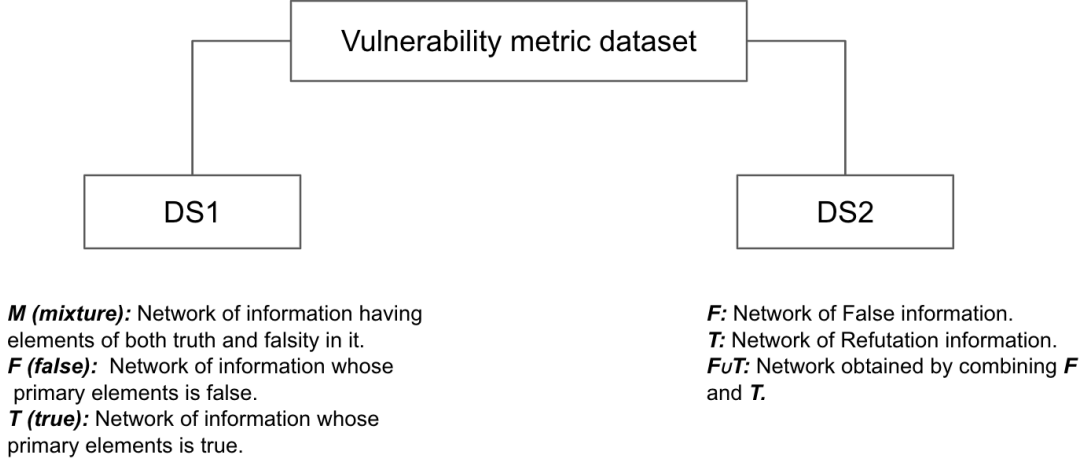 Vulnerability metric dataset
DS1
DS2
M (mixture): Network of information having
elements of both truth and falsity in it.
F (false): Network of information whose
primary elements is false.
T (true): Network of information whose
primary elements is true.
F: Network of False information.
T: Network of Refutation information.
F∪T: Network obtained by combining F
and T.